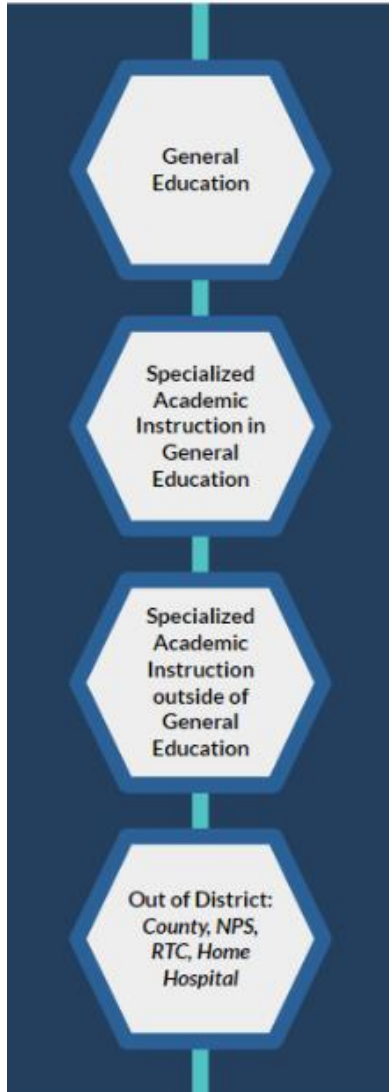 General
Education
Specialized
Academic
Instruction in
General
Education
Specialized
Academic
Instruction
outside of
General
Education
Out of District:
County, NPS,
RTC, Home
Hospital